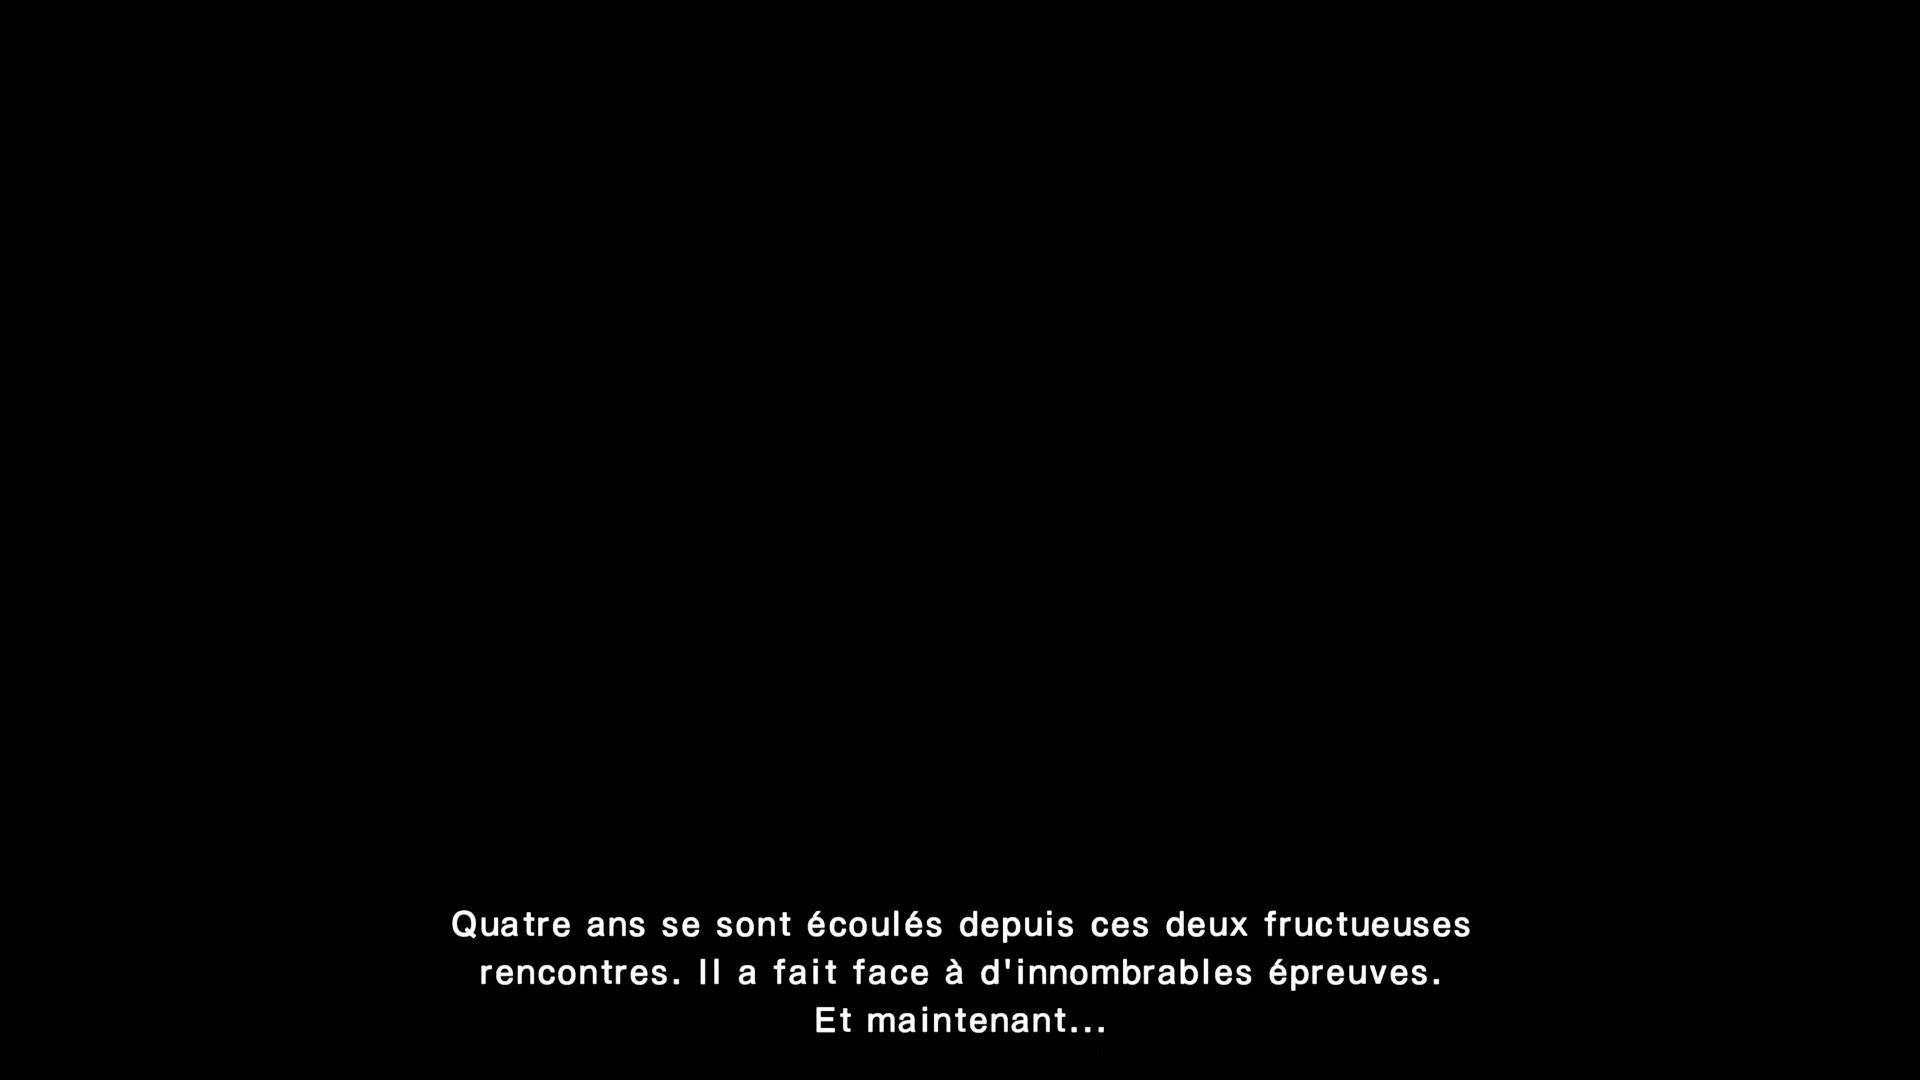 Quatre ans se sont écoulés depuis ces deux fructueuses
rencontres. Il a fait face à d'innombrables épreuves.
Et maintenant...